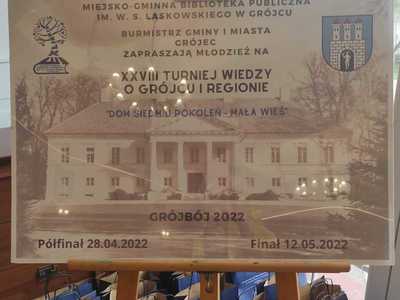 MIEJSKO-GMINNA BIBLIOTEKA PUBLICZNA
IM. W. S. LASKOWSKIEGO W GRÓJCU
BURMISTRZ GMINY I MIASTA
GRÓJEC
ZAPRASZAJĄ MŁODZIEŻ NA
XXVIII TURNIEJ WIEDZY
O GRÓJCU I REGIONIE
"DOM SIEDMIU POKOLEŃ - MAŁA WIEŚ"
GRÓJBÓJ 2022
Półfinał 28.04.2022
Finał 12.05.2022